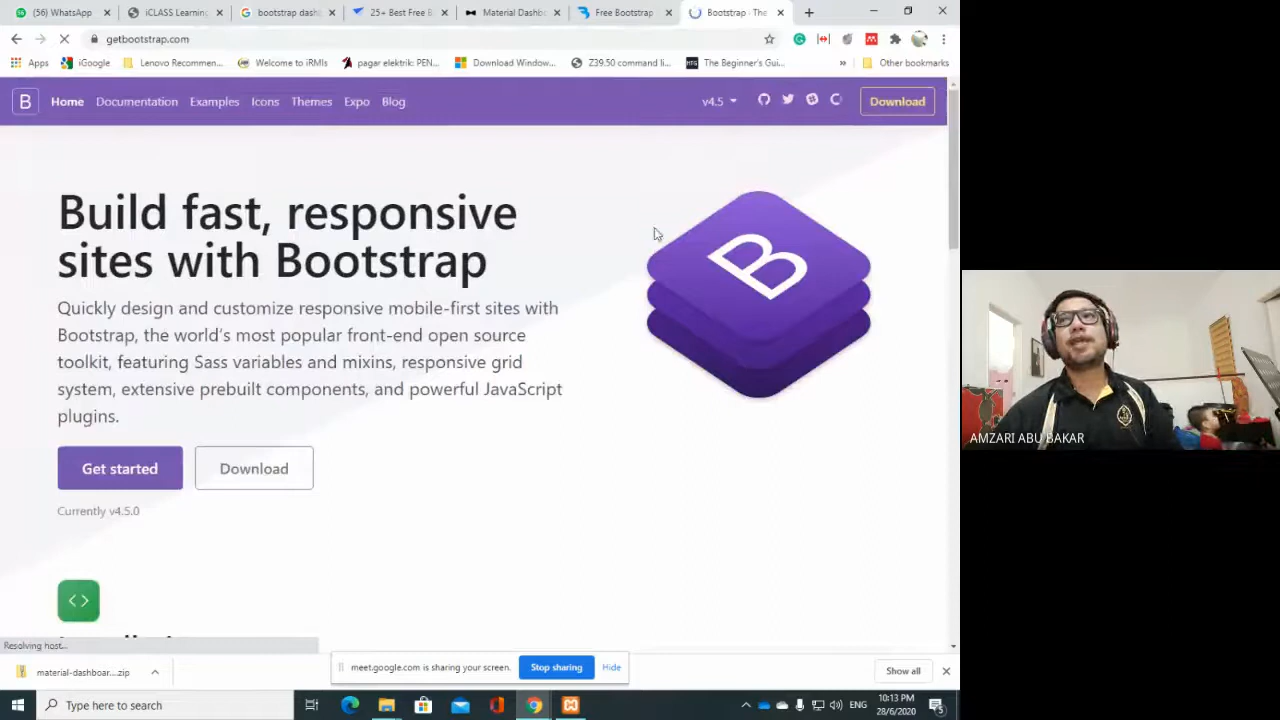 (56) WhatsApp
iCLASS Learning
bootstrap dash
25+ Best Free B
Material Dashbo
Free Bootstrap
Bootstrap · The
getbootstrap.com
Apps
iGoogle
Lenovo Recommen...
Welcome to iRMIs
pagar elektrik: PEN...
Download Window...
Z39.50 command li...
The Beginner's Gui...
»
Other bookmarks
B
Home
Documentation
Examples
Icons
Themes
Expo
Blog
v4.5
Download
Build fast, responsive
sites with Bootstrap
Quickly design and customize responsive mobile-first sites with
Bootstrap, the world's most popular front-end open source
toolkit, featuring Sass variables and mixins, responsive grid
system, extensive prebuilt components, and powerful JavaScript
plugins.
B
Get started
Download
Currently v4.5.0
AMZARI ABU BAKAR
Resolving host...
material-dashboar....zip
meet.google.com is sharing your screen.
Stop sharing
Hide
Show all
Type here to search
ENG
10:13 PM
28/6/2020
5